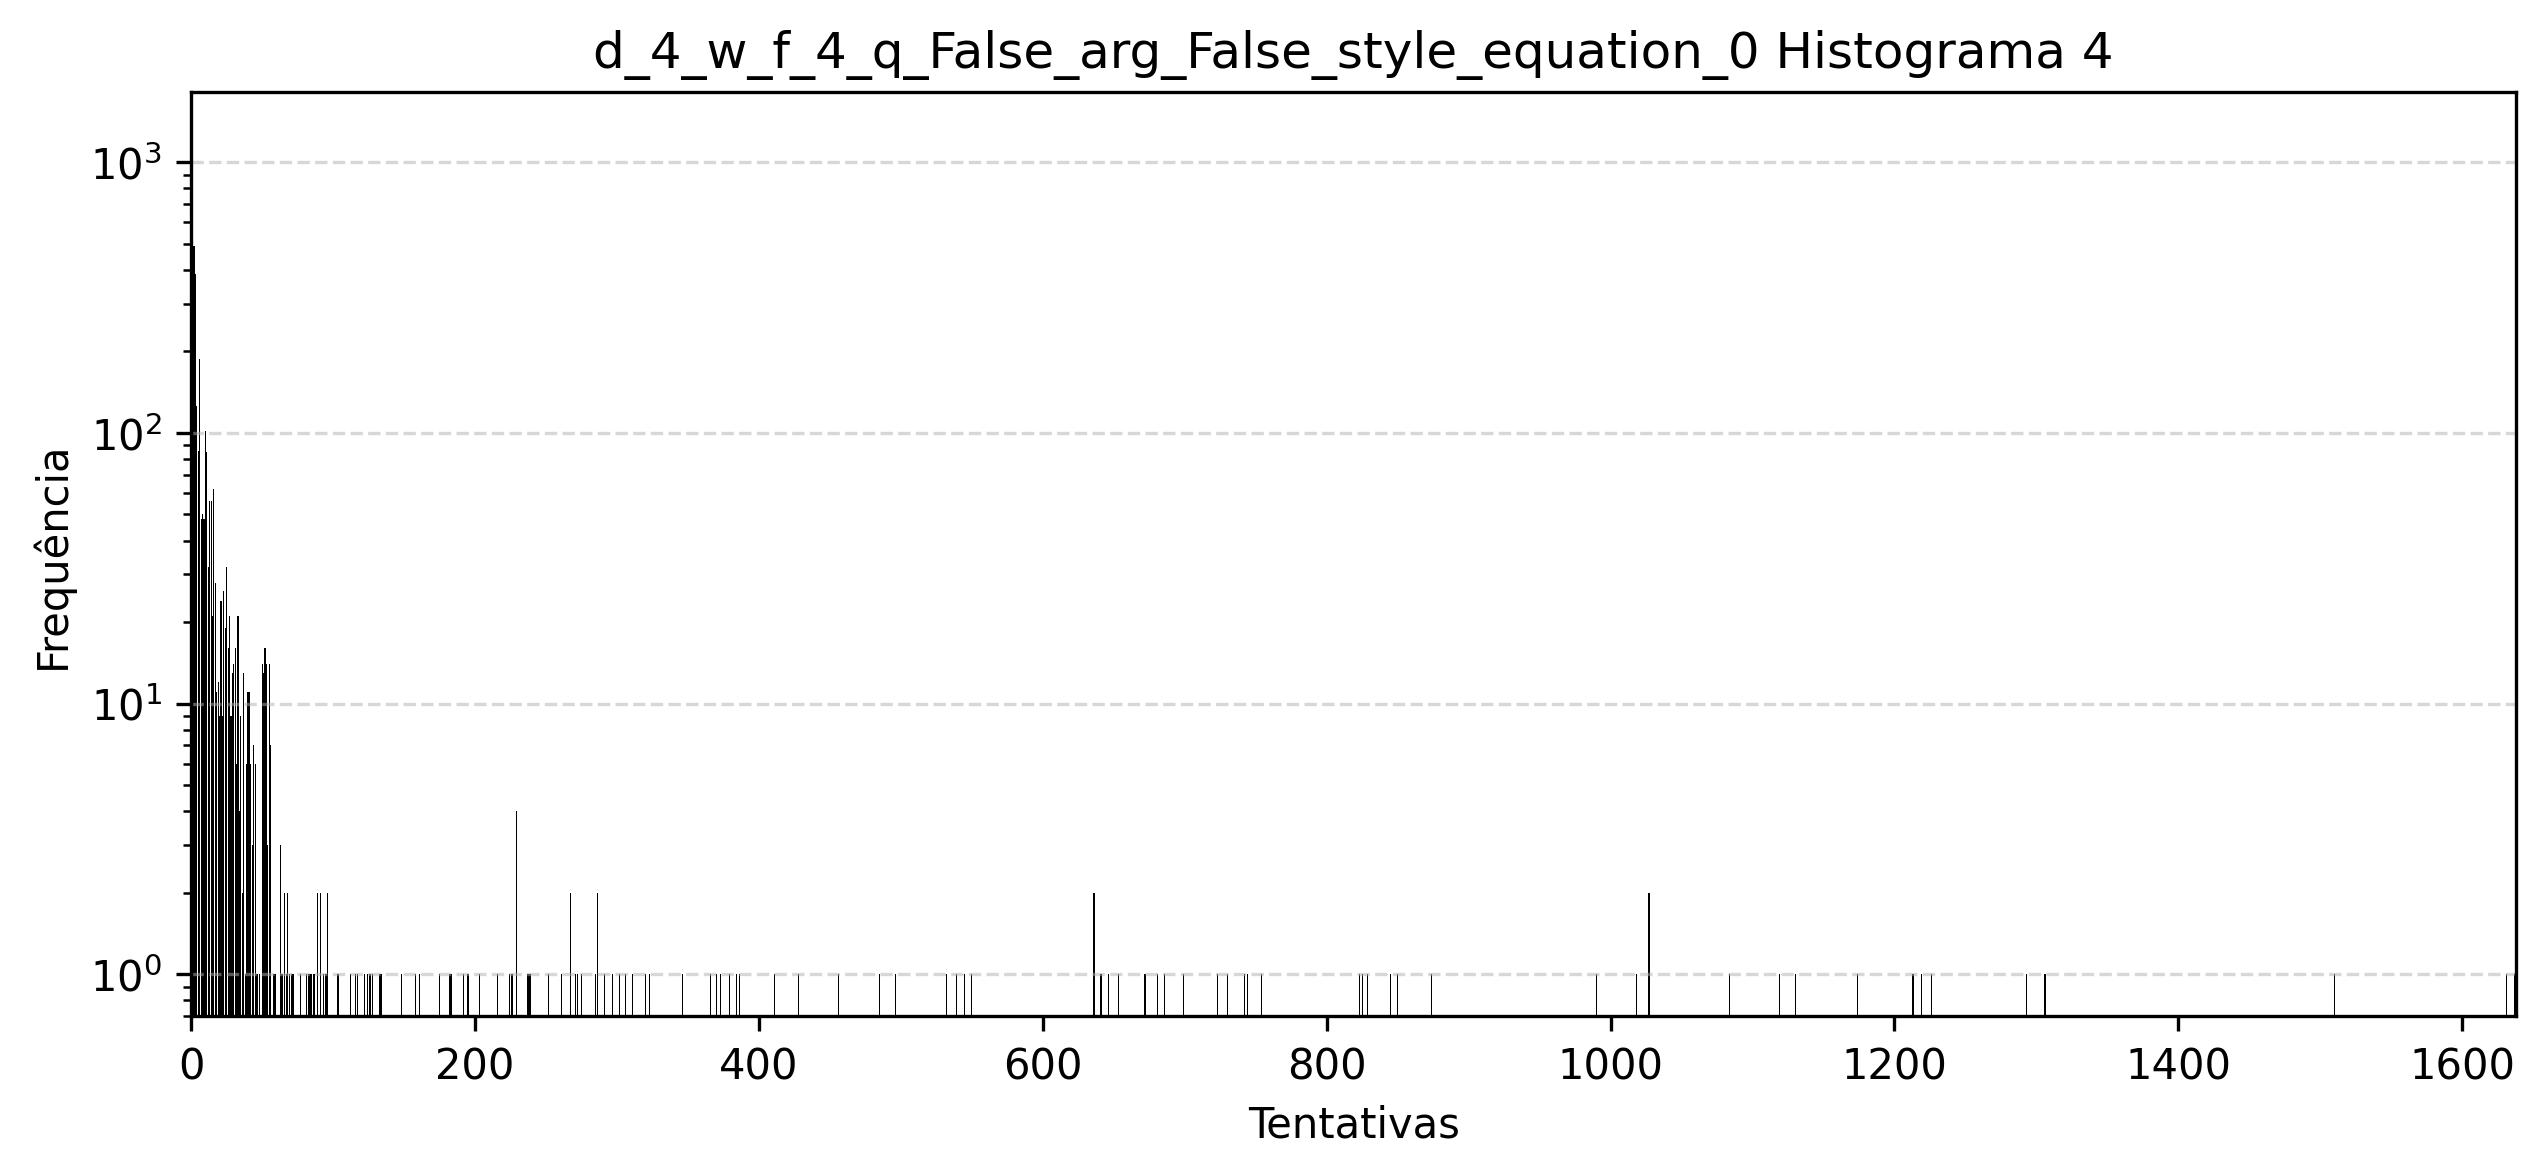 d_4_w_f_4_q_False_arg_False_style_equation_0 Histograma 4
Frequência
10³
10²
10¹
10⁰
0 200 400 600 800 1000 1200 1400 1600
Tentativas